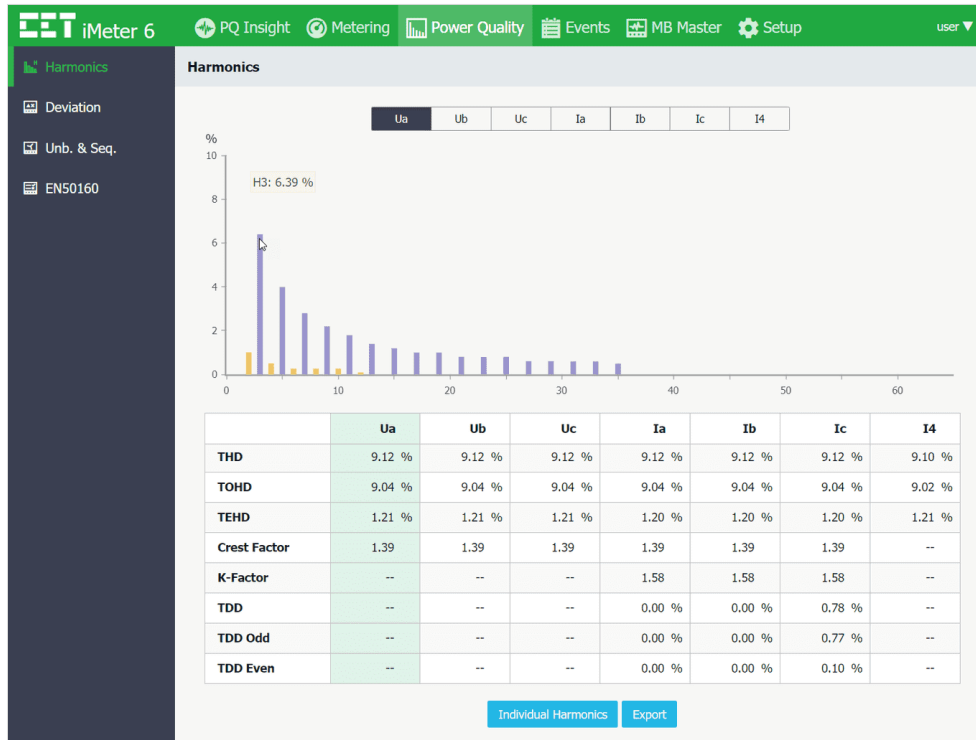 CET iMeter 6 PQ Insight Metering Power Quality Events MB Master Setup user ▼
Harmonics
Deviation
Unb. & Seq.
EN50160
Harmonics
Ua Ub Uc Ia Ib Ic I4
%
10
H3: 6.39 %
8
6
4
2
0
0 10 20 30 40 50 60
Ua Ub Uc Ia Ib Ic I4
THD 9.12 % 9.12 % 9.12 % 9.12 % 9.12 % 9.12 % 9.10 %
TOHD 9.04 % 9.04 % 9.04 % 9.04 % 9.04 % 9.04 % 9.02 %
TEHD 1.21 % 1.21 % 1.21 % 1.20 % 1.20 % 1.20 % 1.21 %
Crest Factor 1.39 1.39 1.39 1.39 1.39 1.39 --
K-Factor -- -- -- 1.58 1.58 1.58 --
TDD -- -- -- 0.00 % 0.00 % 0.78 % --
TDD Odd -- -- -- 0.00 % 0.00 % 0.77 % --
TDD Even -- -- -- 0.00 % 0.00 % 0.10 % --
Individual Harmonics Export